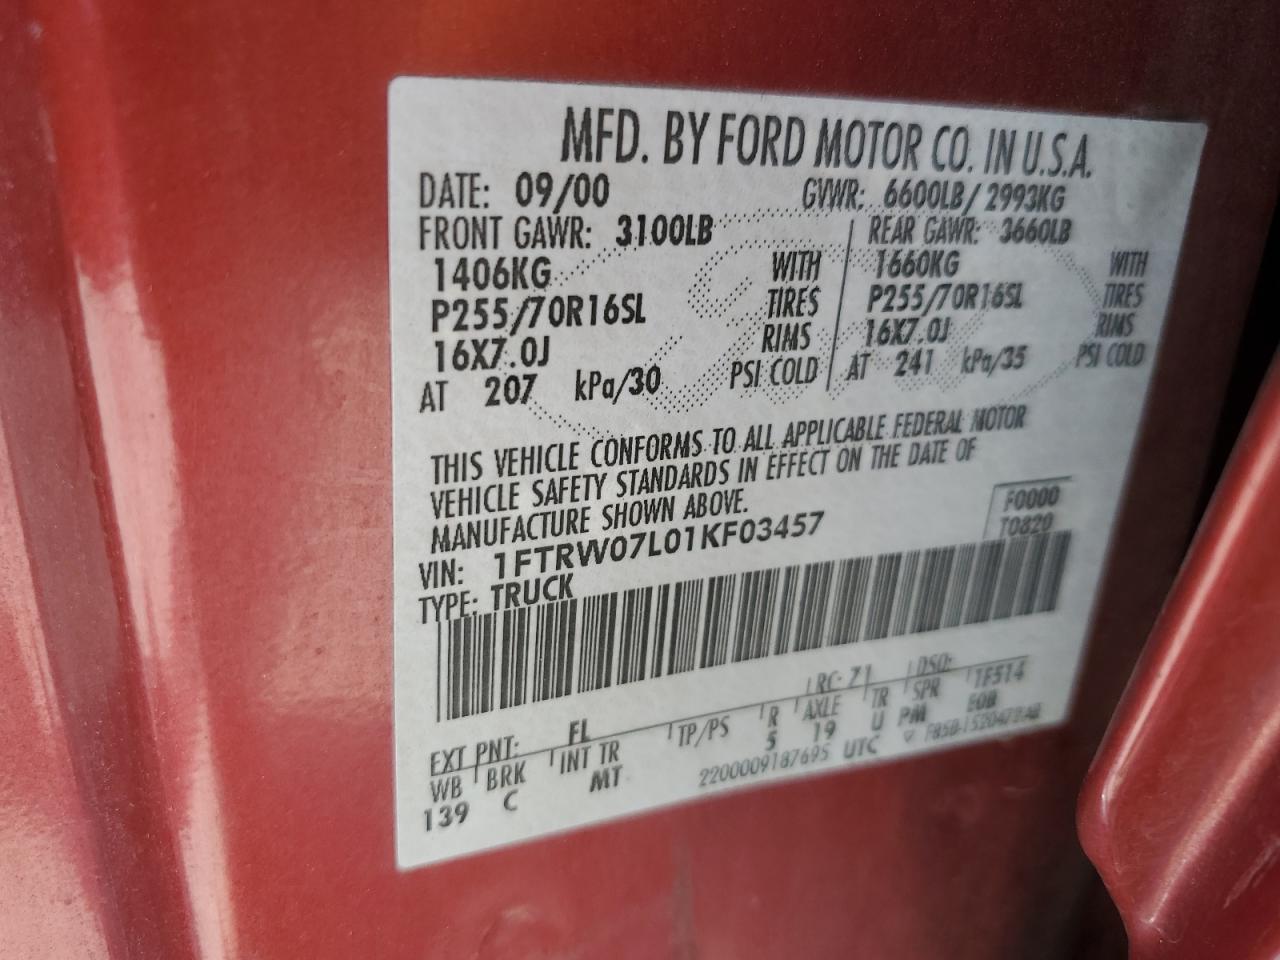 MFD. BY FORD MOTOR CO. IN U.S.A.
DATE: 09/00 GVWR: 6600LB/2993KG
FRONT GAWR: 3100LB REAR GAWR: 3660LB
1406KG WITH 1660KG WITH
P255/70R16SL TIRES P255/70R16SL TIRES
16X7.0J RIMS 16X7.0J RIMS
AT 207 kPa/30 PSI COLD AT 241 kPa/35 PSI COLD
THIS VEHICLE CONFORMS TO ALL APPLICABLE FEDERAL MOTOR
VEHICLE SAFETY STANDARDS IN EFFECT ON THE DATE OF
MANUFACTURE SHOWN ABOVE.
F0000
VIN: 1FTRW07L01KF03457 T0820
TYPE: TRUCK
EXT PNT: FL RC: 71 DSO: 1F514
WB BRK INT TR TP/PS R AXLE TR SPR
139 C MT 5 19 U PM
2200009187695 UTC